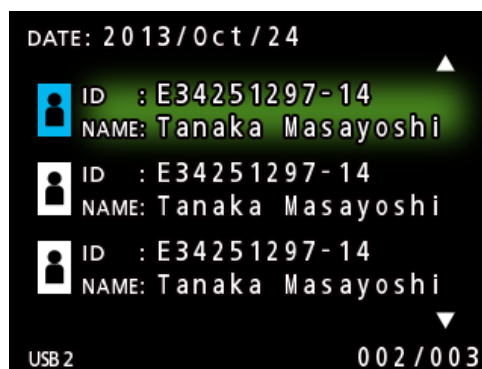 DATE: 2013/Oct/24
ID : E34251297-14
NAME: Tanaka Masayoshi
ID : E34251297-14
NAME: Tanaka Masayoshi
ID : E34251297-14
NAME: Tanaka Masayoshi
USB 2 002/003